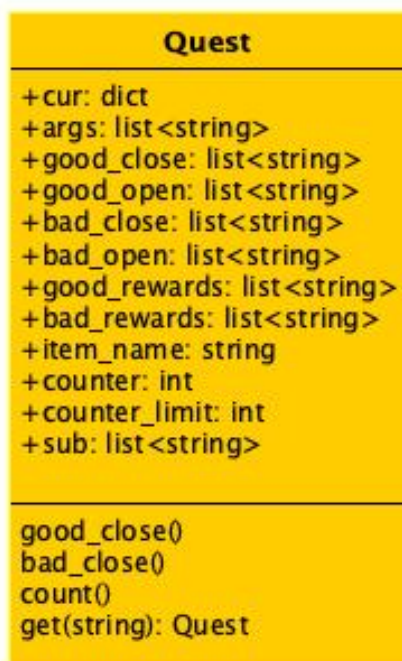 Quest
+cur: dict
+args: list<string>
+good_close: list<string>
+good_open: list<string>
+bad_close: list<string>
+bad_open: list<string>
+good_rewards: list<string>
+bad_rewards: list<string>
+item_name: string
+counter: int
+counter_limit: int
+sub: list<string>
good_close()
bad_close()
count()
get(string): Quest